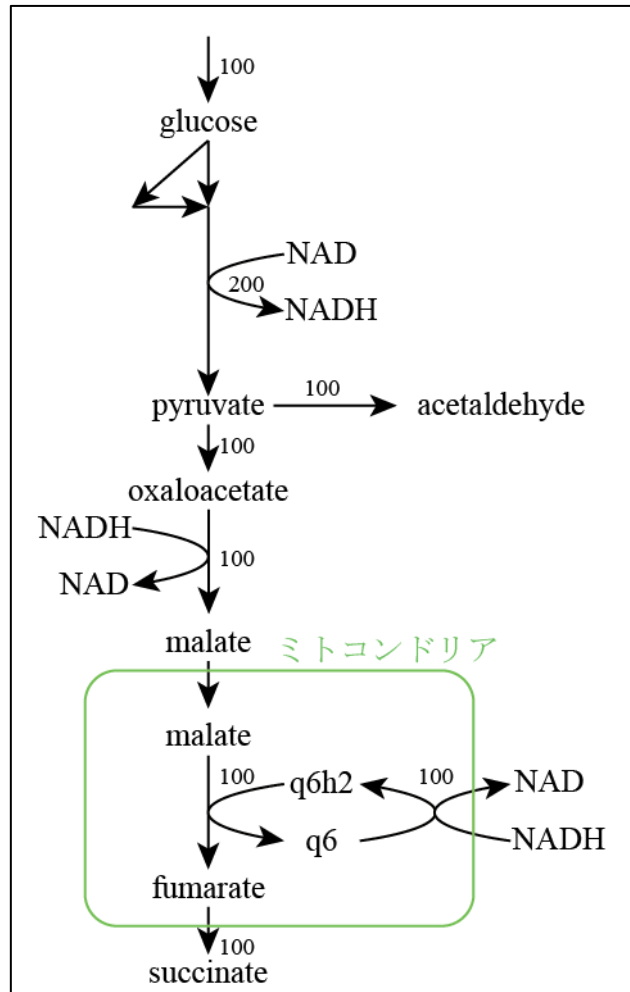 100
glucose
NAD
200
NADH
pyruvate 100 acetaldehyde
100
oxaloacetate
NADH
100
NAD
malate ミトコンドリア
malate
100 q6h2 100 NAD
q6 NADH
fumarate
100
succinate